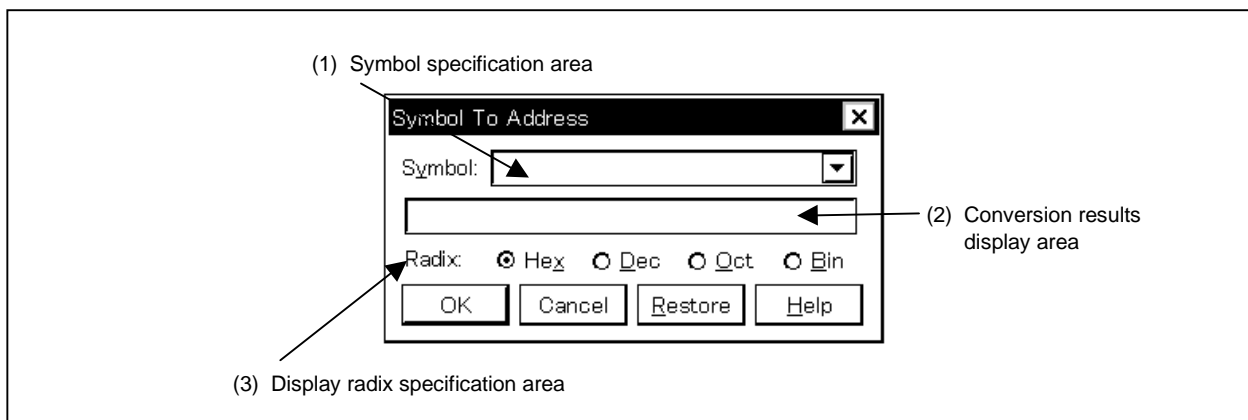 (1) Symbol specification area
Symbol To Address
Symbol:
(2) Conversion results
display area
Radix: Hex Dec Oct Bin
OK Cancel Restore Help
(3) Display radix specification area